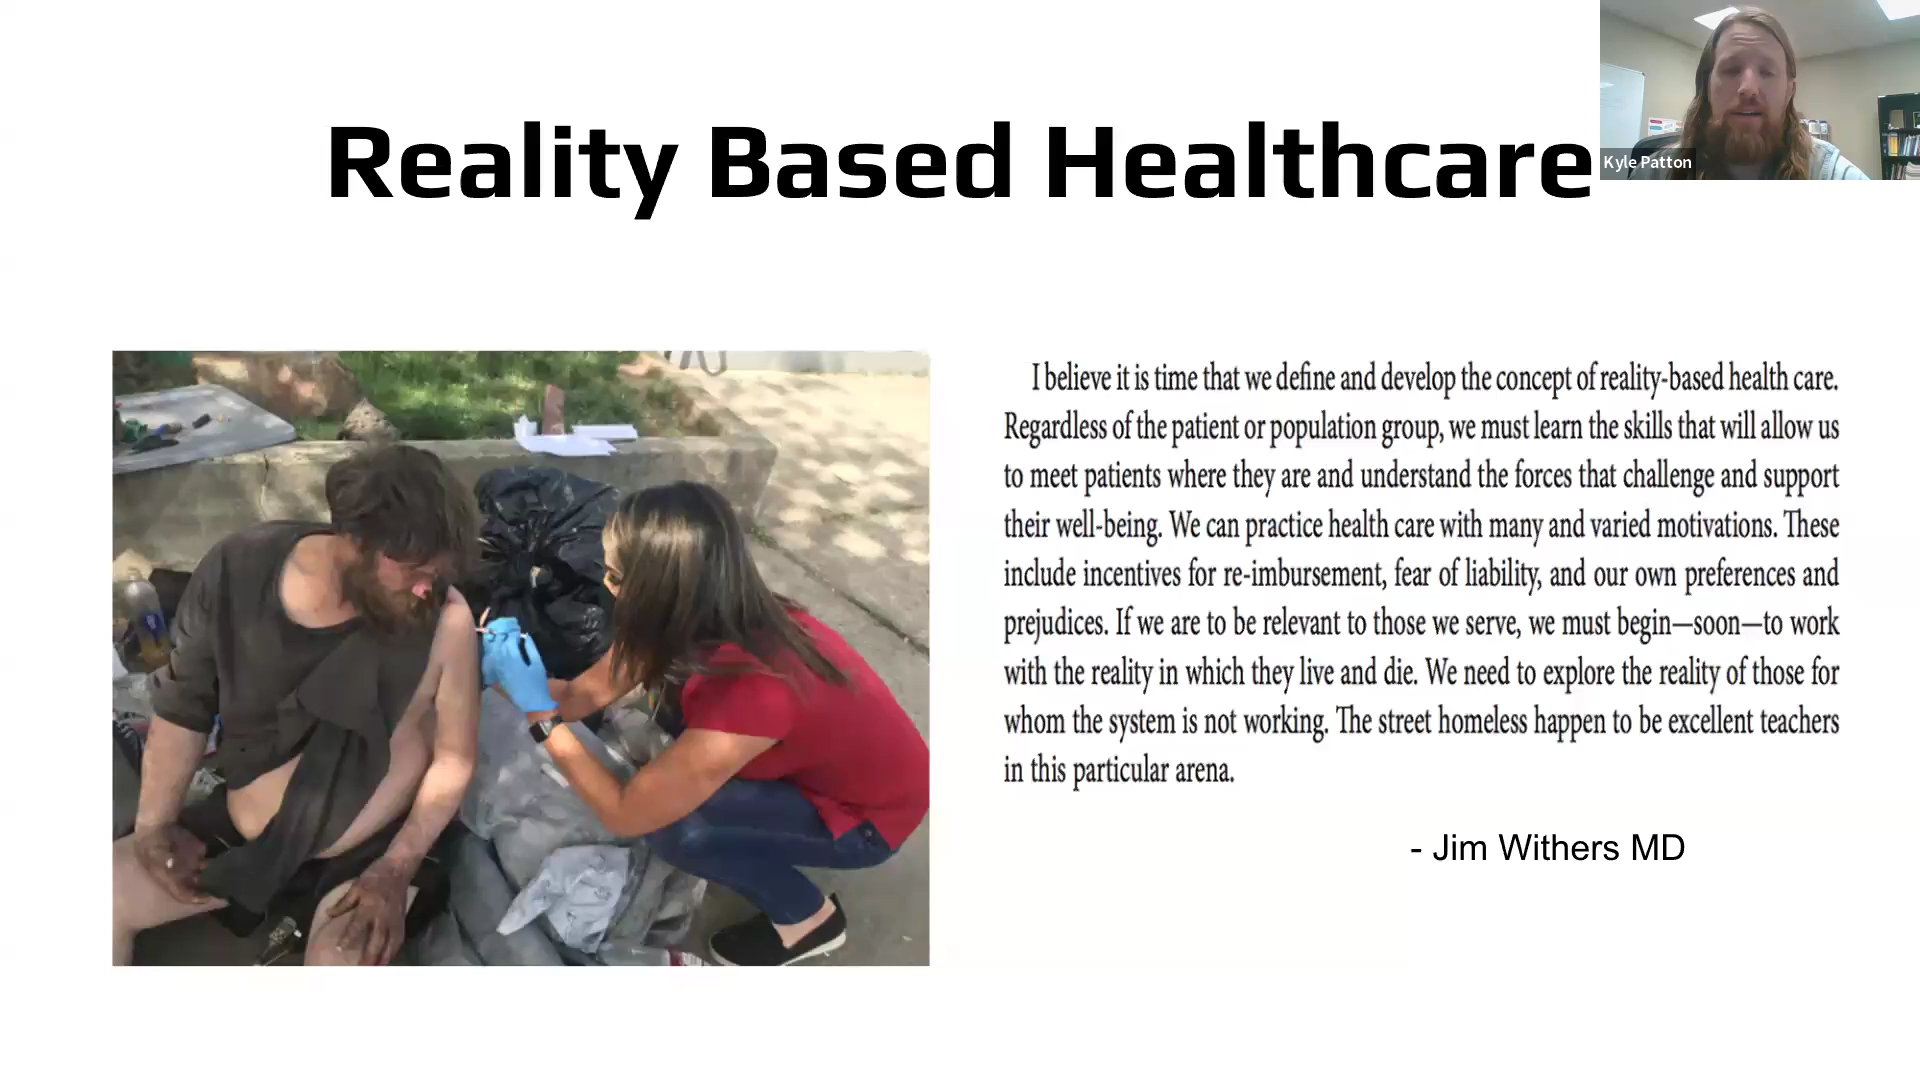 Reality Based Healthcare
Kyle Patton
I believe it is time that we define and develop the concept of reality-based health care.
Regardless of the patient or population group, we must learn the skills that will allow us
to meet patients where they are and understand the forces that challenge and support
their well-being. We can practice health care with many and varied motivations. These
include incentives for re-imbursement, fear of liability, and our own preferences and
prejudices. If we are to be relevant to those we serve, we must begin—soon—to work
with the reality in which they live and die. We need to explore the reality of those for
whom the system is not working. The street homeless happen to be excellent teachers
in this particular arena.
- Jim Withers MD